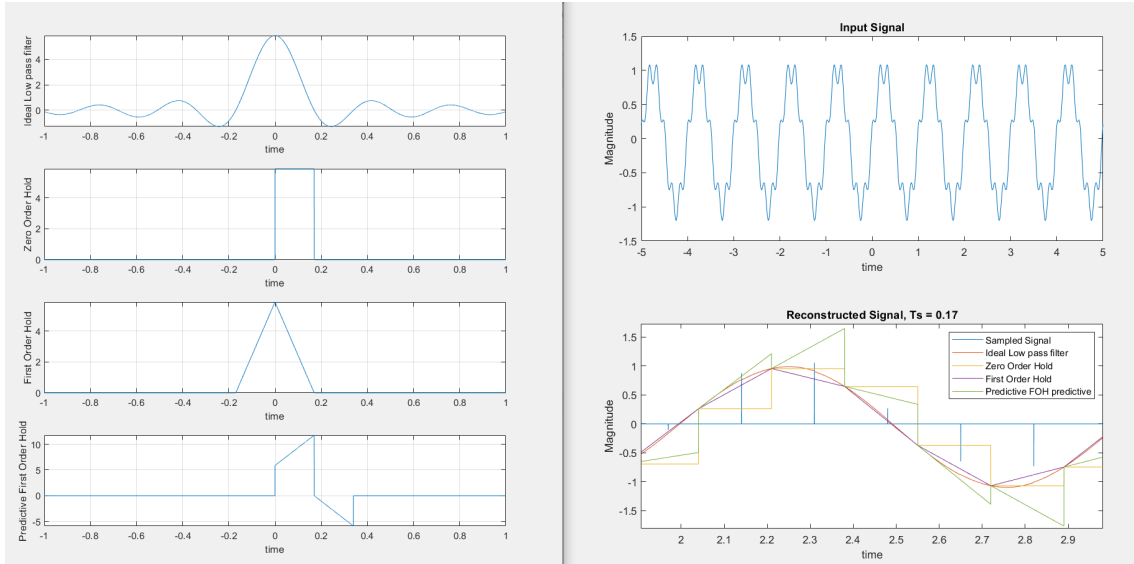 Ideal Low pass filter
4
2
0
-1 -0.8 -0.6 -0.4 -0.2 0 0.2 0.4 0.6 0.8 1
time
Zero Order Hold
4
2
0
-1 -0.8 -0.6 -0.4 -0.2 0 0.2 0.4 0.6 0.8 1
time
First Order Hold
4
2
0
-1 -0.8 -0.6 -0.4 -0.2 0 0.2 0.4 0.6 0.8 1
time
Predictive First Order Hold
10
5
0
-5
-1 -0.8 -0.6 -0.4 -0.2 0 0.2 0.4 0.6 0.8 1
time
Input Signal
Magnitude
1.5
1
0.5
0
-0.5
-1
-1.5
-5 -4 -3 -2 -1 0 1 2 3 4 5
time
Reconstructed Signal, Ts = 0.17
Magnitude
1.5
1
0.5
0
-0.5
-1
-1.5
Sampled Signal
Ideal Low pass filter
Zero Order Hold
First Order Hold
Predictive FOH predictive
2 2.1 2.2 2.3 2.4 2.5 2.6 2.7 2.8 2.9
time